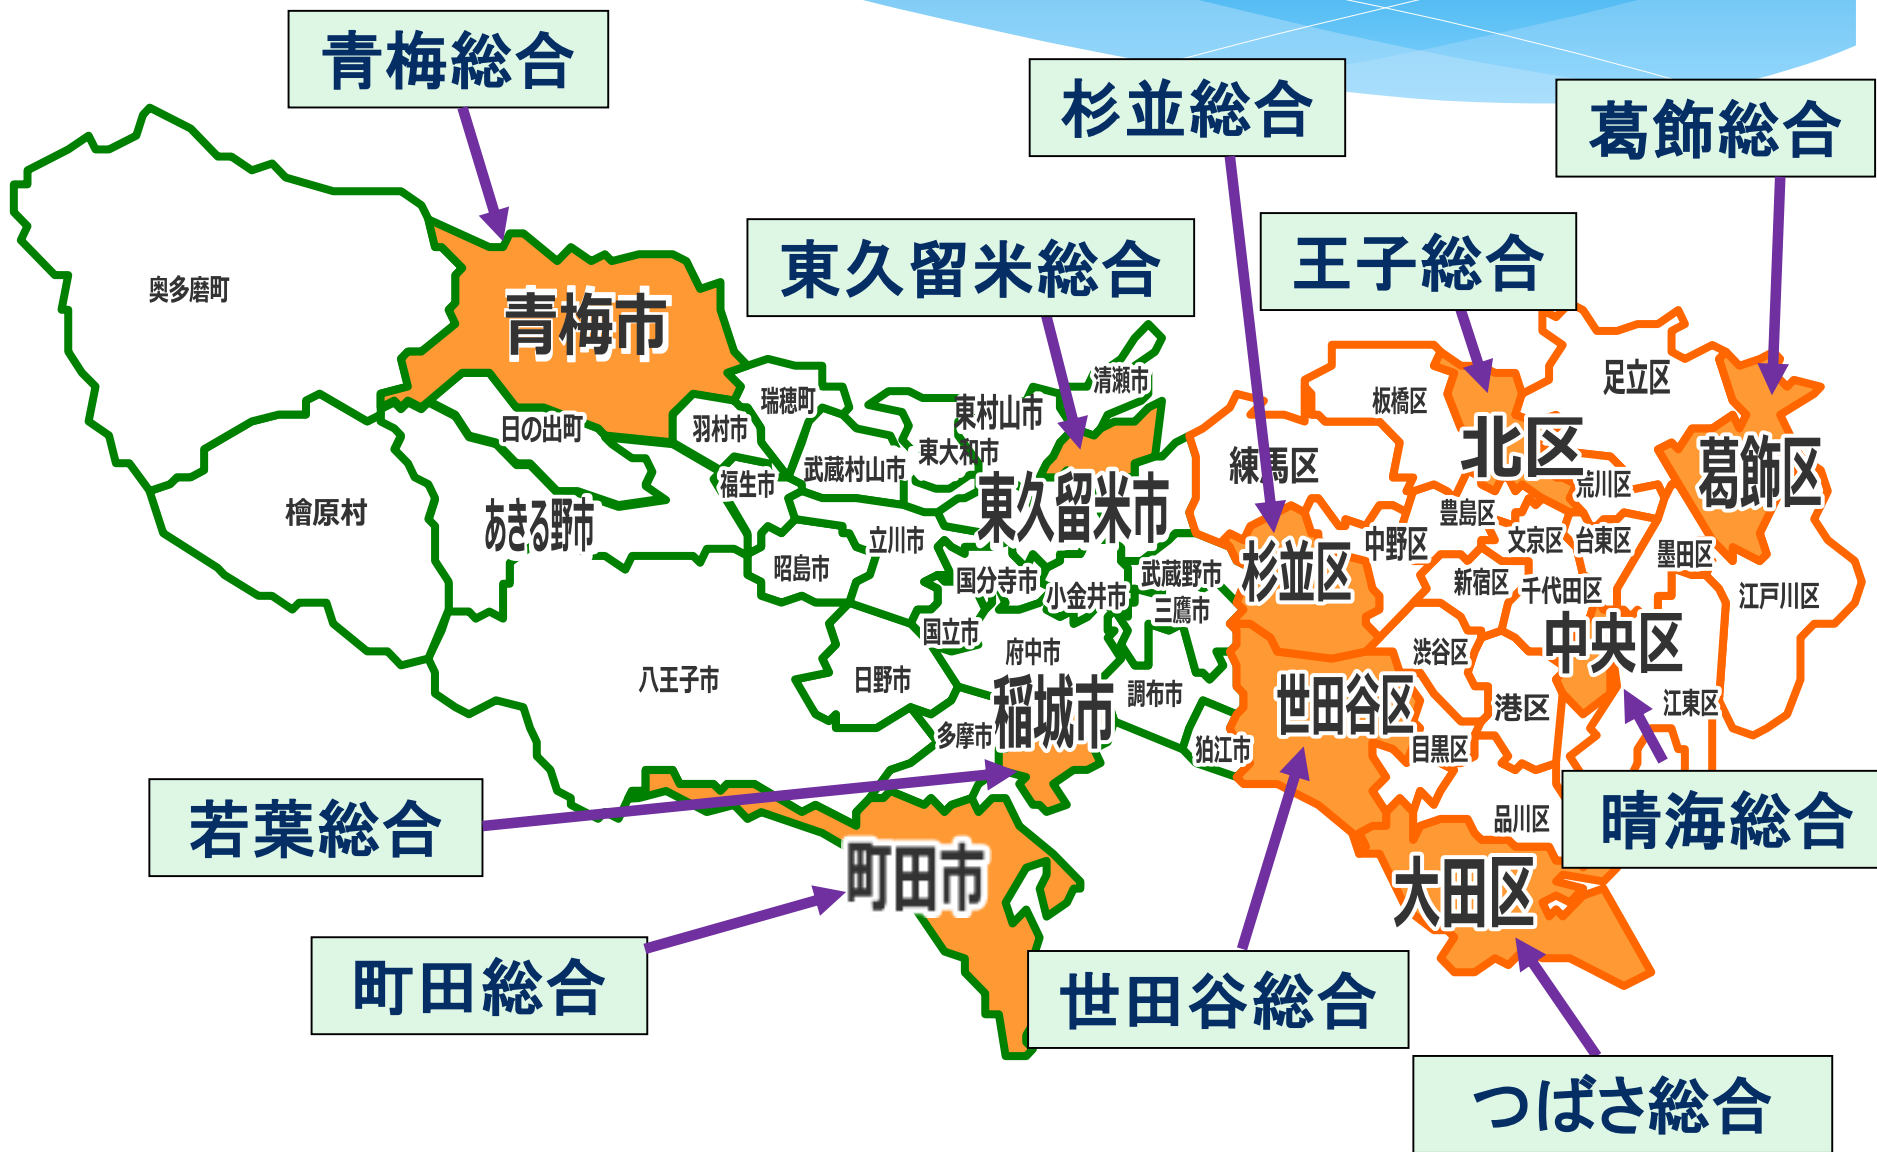 青梅総合
杉並総合
葛飾総合
東久留米総合
王子総合
奥多磨町
青梅市
清瀬市
足立区
瑞穂町
板橋区
東村山市
羽村市
日の出町
北区
東大和市
練馬区
武蔵村山市
葛飾区
福生市
荒川区
東久留米市
檜原村
あきる野市
豊島区
立川市
中野区
文京区
台東区
墨田区
昭島市
国分寺市
武蔵野市
杉並区
新宿区
千代田区
江戸川区
小金井市
三鷹市
国立市
中央区
府中市
渋谷区
八王子市
日野市
調布市
世田谷区
港区
江東区
稲城市
多摩市
狛江市
目黒区
若葉総合
品川区
晴海総合
町田市
大田区
町田総合
世田谷総合
つばさ総合